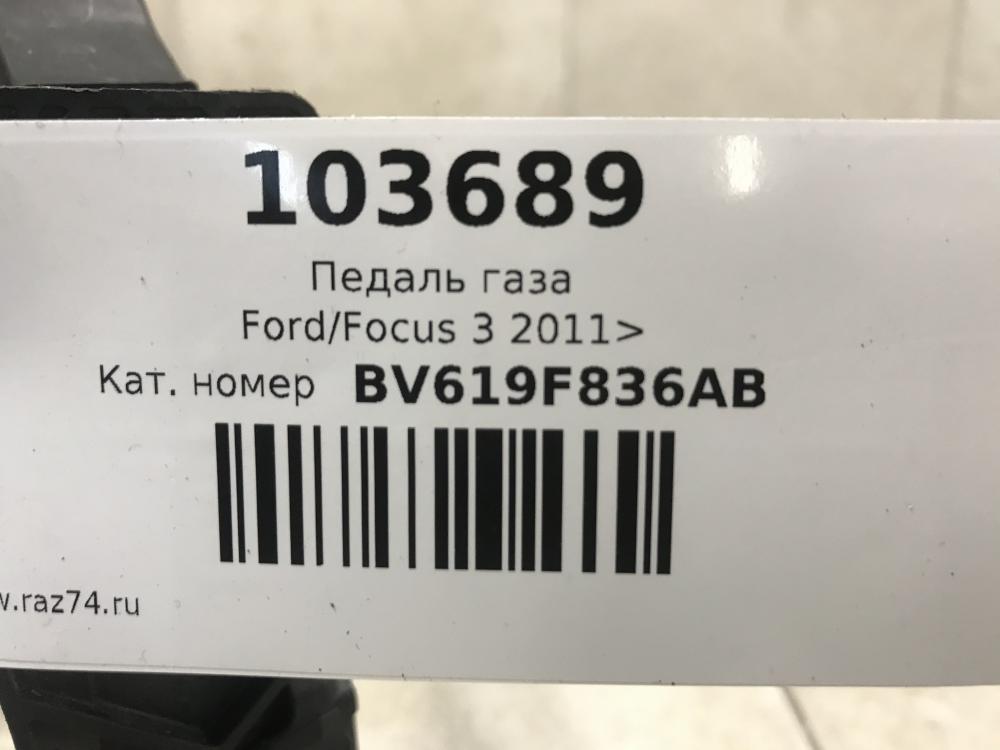 103689
Педаль газа
Ford/Focus 3 2011>
Кат. номер BV619F836AB
w.raz74.ru